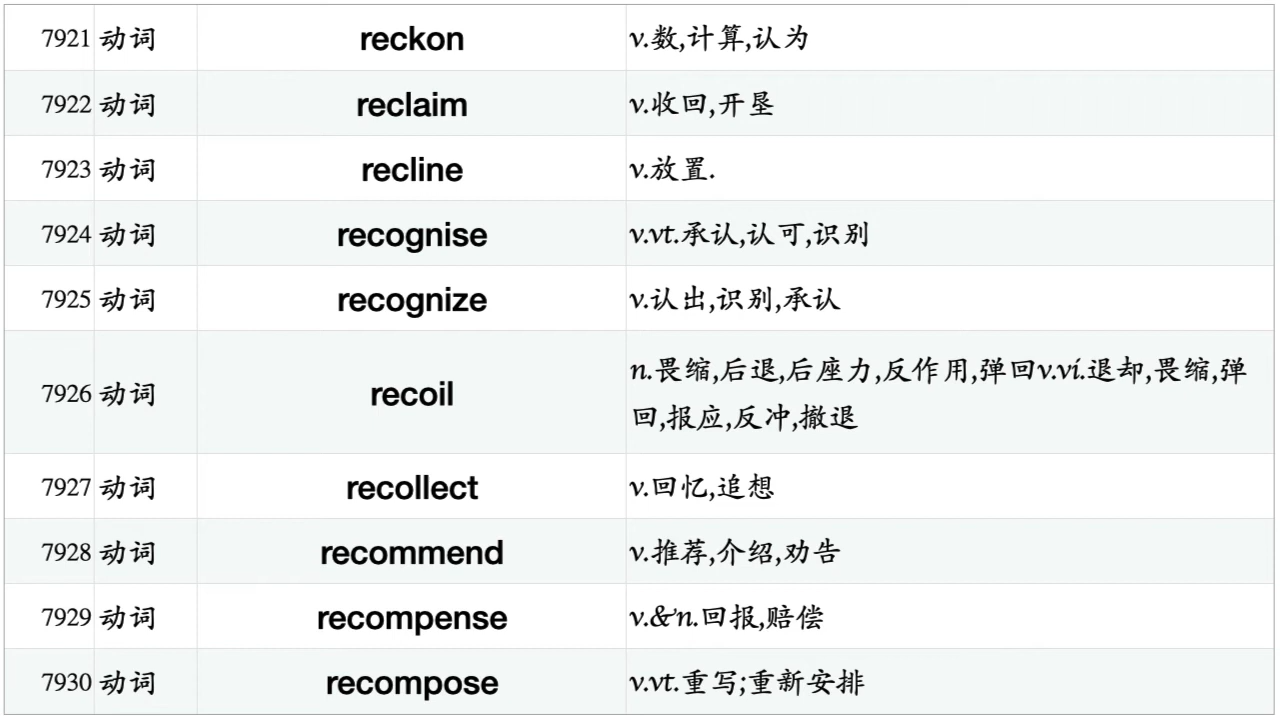 7921 动词 reckon v.数,计算,认为
7922 动词 reclaim v.收回,开垦
7923 动词 recline v.放置.
7924 动词 recognise v.vt.承认,认可,识别
7925 动词 recognize v.认出,识别,承认
7926 动词 recoil n.畏缩,后退,后座力,反作用,弹回v.vi.退却,畏缩,弹
回,报应,反冲,撤退
7927 动词 recollect v.回忆,追想
7928 动词 recommend v.推荐,介绍,劝告
7929 动词 recompense v.&n.回报,赔偿
7930 动词 recompose v.vt.重写;重新安排